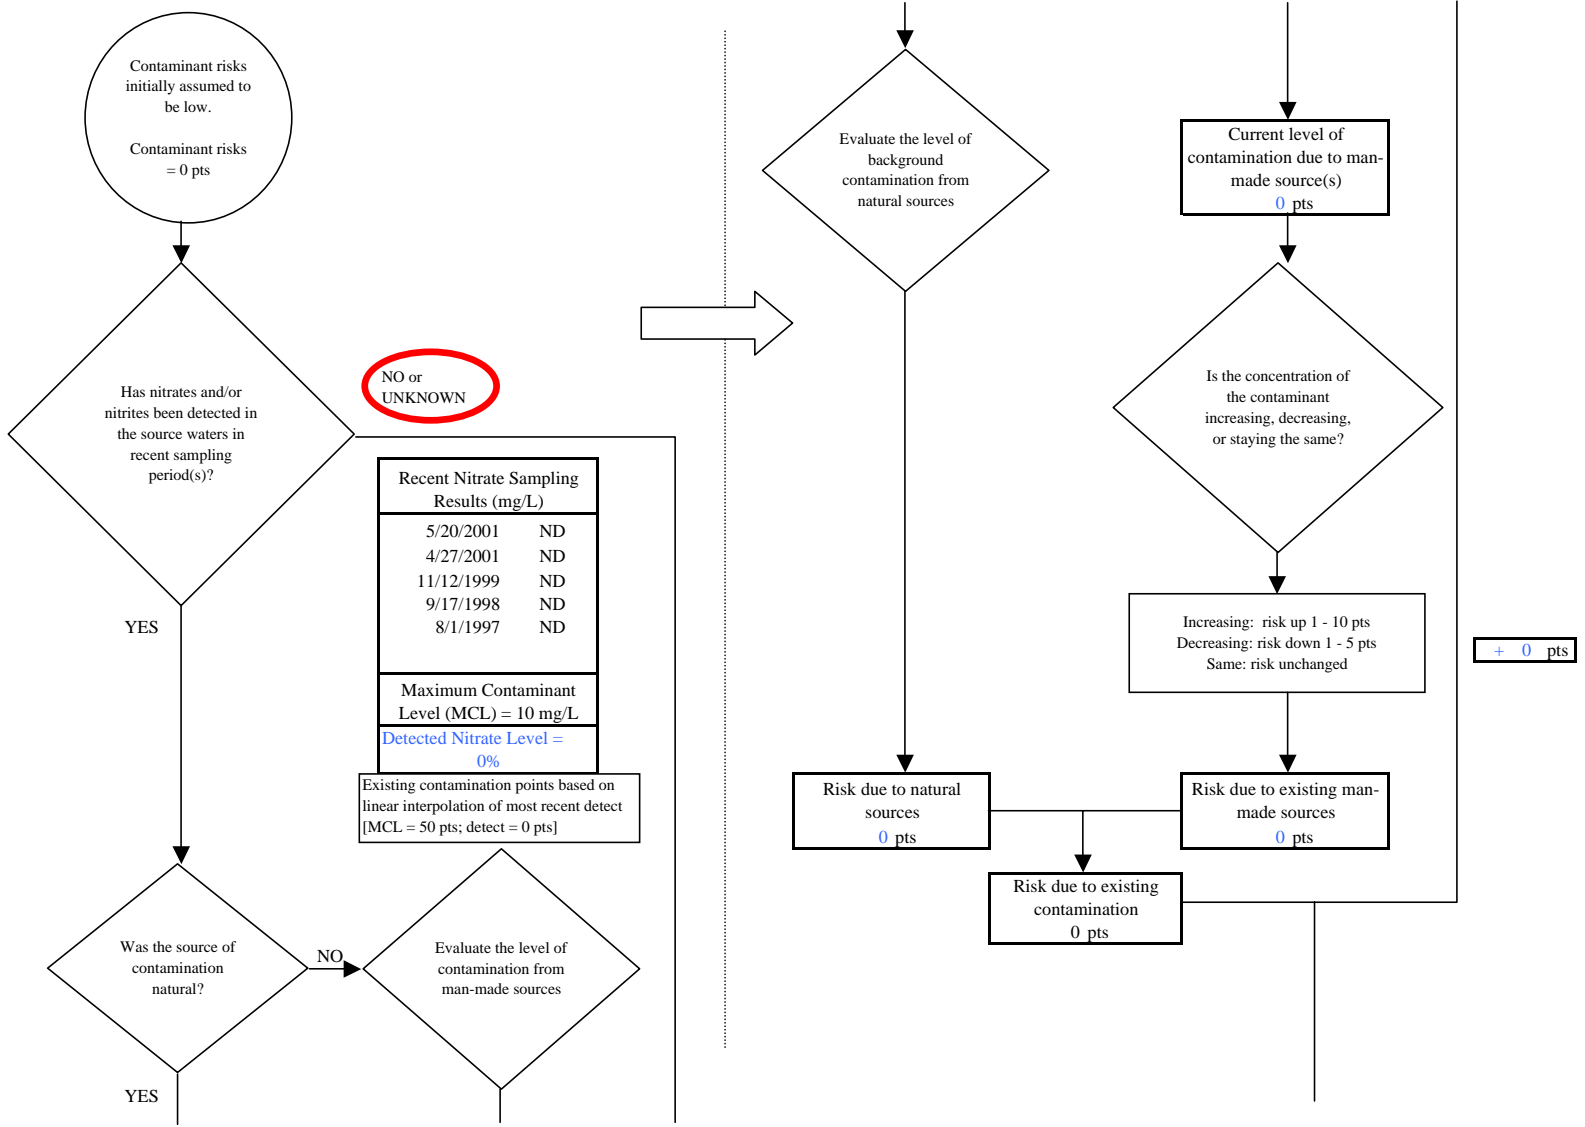 Contaminant risks
initially assumed to
be low.
Contaminant risks
= 0 pts
Has nitrates and/or
nitrites been detected in
the source waters in
recent sampling
period(s)?
NO or
UNKNOWN
YES
Recent Nitrate Sampling
Results (mg/L)
5/20/2001 ND
4/27/2001 ND
11/12/1999 ND
9/17/1998 ND
8/1/1997 ND
Maximum Contaminant
Level (MCL) = 10 mg/L
Detected Nitrate Level =
0%
Existing contamination points based on
linear interpolation of most recent detect
[MCL = 50 pts; detect = 0 pts]
Was the source of
contamination
natural?
NO
YES
Evaluate the level of
contamination from
man-made sources
Evaluate the level of
background
contamination from
natural sources
Current level of
contamination due to man-
made source(s)
0 pts
Is the concentration of
the contaminant
increasing, decreasing,
or staying the same?
Increasing: risk up 1 - 10 pts
Decreasing: risk down 1 - 5 pts
Same: risk unchanged
+ 0 pts
Risk due to natural
sources
0 pts
Risk due to existing man-
made sources
0 pts
Risk due to existing
contamination
0 pts